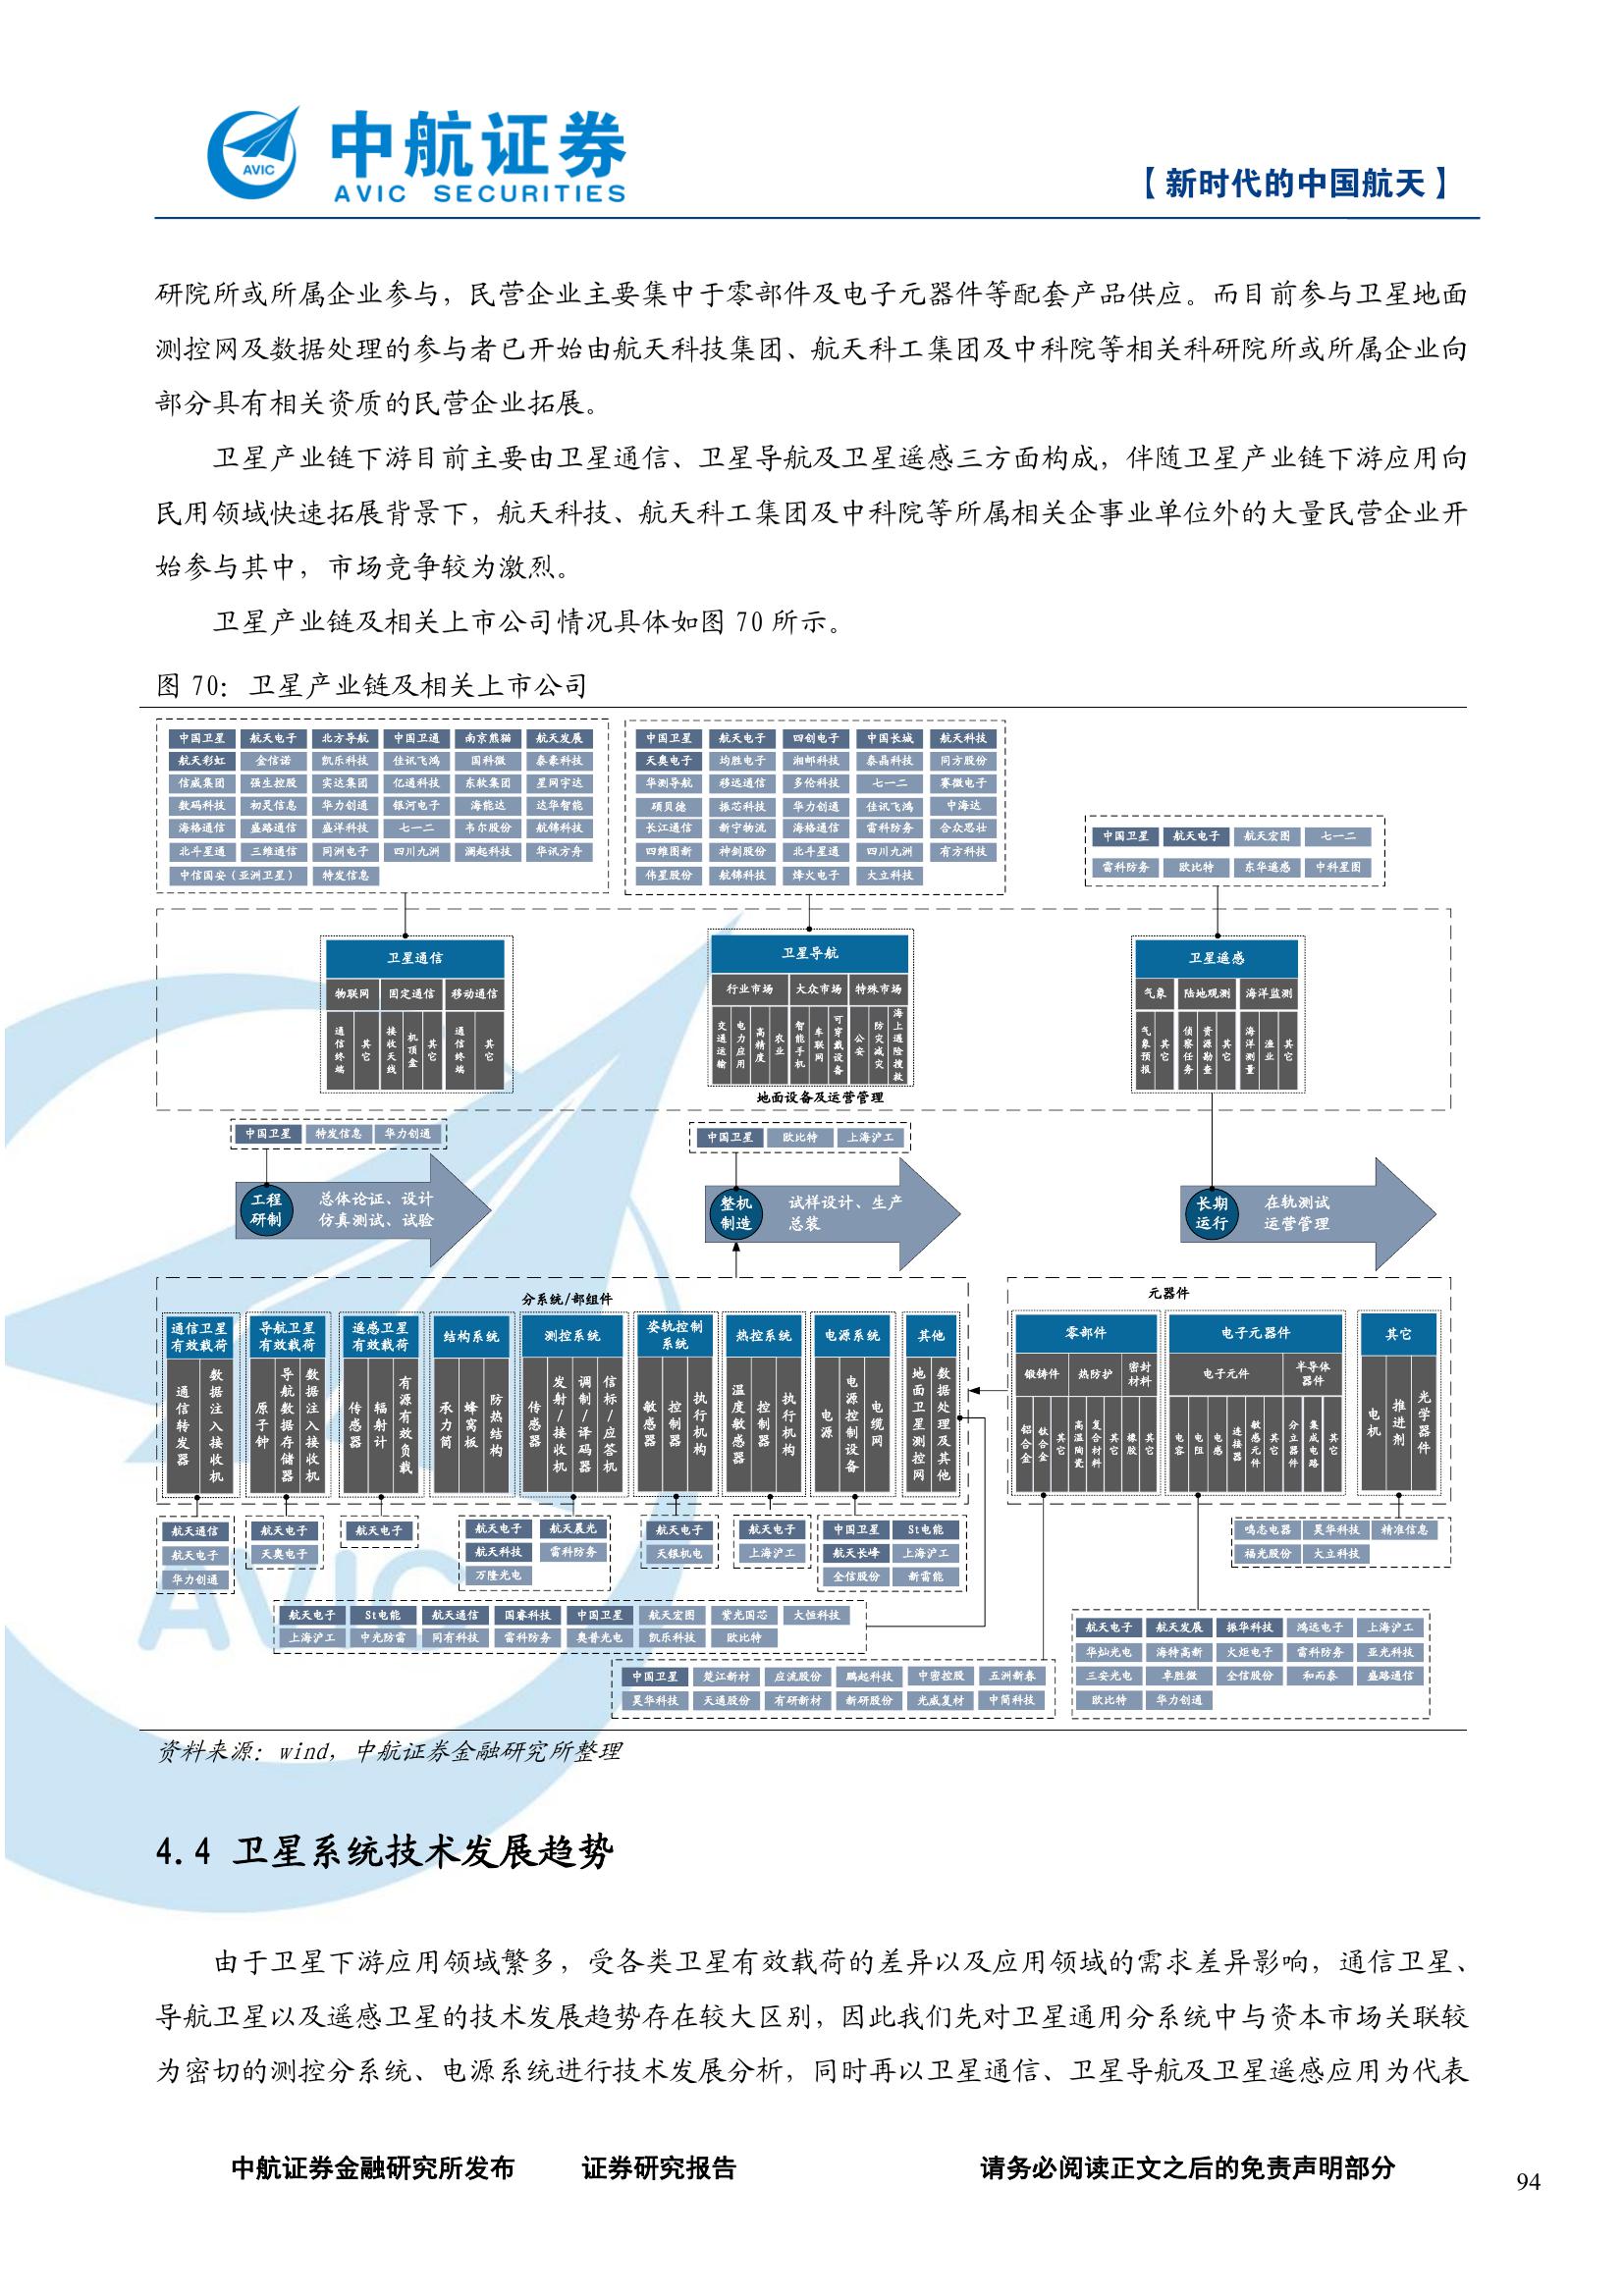 中航证券
AVIC SECURITIES
AVIC
【新时代的中国航天】
研院所或所属企业参与，民营企业主要集中于零部件及电子元器件等配套产品供应。而目前参与卫星地面
测控网及数据处理的参与者已开始由航天科技集团、航天科工集团及中科院等相关科研院所或所属企业向
部分具有相关资质的民营企业拓展。
卫星产业链下游目前主要由卫星通信、卫星导航及卫星遥感三方面构成，伴随卫星产业链下游应用向
民用领域快速拓展背景下，航天科技、航天科工集团及中科院等所属相关企事业单位外的大量民营企业开
始参与其中，市场竞争较为激烈。
卫星产业链及相关上市公司情况具体如图 70 所示。
图 70：卫星产业链及相关上市公司
中国卫星 航天电子 北方导航 中国卫通 南京熊猫 航天发展
航天彩虹 金信诺 凯乐科技 佳讯飞鸿 国科微 泰豪科技
信威集团 强生控股 实达集团 亿通科技 东软集团 星网宇达
数码科技 初灵信息 华力创通 银河电子 海能达 达华智能
海格通信 盛路通信 盛洋科技 七一二 韦尔股份 航锦科技
北斗星通 三维通信 同洲电子 四川九洲 澜起科技 华讯方舟
中信国安（亚洲卫星） 特发信息
中国卫星 航天电子 四创电子 中国长城 航天科技
天奥电子 均胜电子 湘邮科技 泰晶科技 同方股份
华测导航 移远通信 多伦科技 七一二 赛微电子
硕贝德 振芯科技 华力创通 佳讯飞鸿 中海达
长江通信 新宁物流 海格通信 雷科防务 合众思壮
四维图新 神剑股份 北斗星通 四川九洲 有方科技
伟星股份 航锦科技 烽火电子 大立科技
中国卫星 航天电子 航天宏图 七一二
雷科防务 欧比特 东华遥感 中科星图
卫星通信
物联网 固定通信 移动通信
通信终端 其它 接收天线 机顶盒 其它 通信终端 其它
卫星导航
行业市场 大众市场 特殊市场
交通运输 电力应用 高精度 农业 智能手机 车联网 可穿戴设备 公安 防灾减灾 海上遇险搜救
卫星遥感
气象 陆地观测 海洋监测
气象预报 其它 侦察任务 资源勘查 其它 海洋测量 渔业 其它
地面设备及运营管理
中国卫星 特发信息 华力创通
中国卫星 欧比特 上海沪工
工程研制 总体论证、设计
仿真测试、试验
整机制造 试样设计、生产
总装
长期运行 在轨测试
运营管理
分系统/部组件
通信卫星有效载荷 导航卫星有效载荷 遥感卫星有效载荷 结构系统 测控系统 姿轨控制系统 热控系统 电源系统 其他
通信转发器 数据注入接收机 原子钟 导航数据存储器 数据注入接收机 传感器 辐射计 有源有效负载 承力筒 蜂窝板 防热结构 传感器 发射/接收机 调制/译码器 信标/应答机 敏感器 控制器 执行机构 温度敏感器 控制器 执行机构 电源 电源控制设备 电缆网 地面卫星测控网 数据处理及其他
元器件
零部件 电子元器件 其它
锻铸件 热防护 密封材料 电子元件 半导体器件
铝合金 钛合金 其它 高温陶瓷 复合材料 其它 橡胶 其它 电容 电阻 电感 连接器 敏感元件 其它 分立器件 集成电路 其它 电机 推进剂 光学器件
航天通信
航天电子
华力创通
航天电子
天奥电子
航天电子
航天电子 航天晨光
航天科技 雷科防务
万隆光电
航天电子
天银机电
航天电子
上海沪工
中国卫星 St电能
航天长峰 上海沪工
全信股份 新雷能
鸣志电器 昊华科技 精准信息
福光股份 大立科技
航天电子 St电能 航天通信 国睿科技 中国卫星 航天宏图 紫光国芯 大恒科技
上海沪工 中光防雷 同有科技 雷科防务 奥普光电 凯乐科技 欧比特
中国卫星 楚江新材 应流股份 鹏起科技 中密控股 五洲新春
昊华科技 天通股份 有研新材 新研股份 光威复材 中简科技
航天电子 航天发展 振华科技 鸿远电子 上海沪工
华灿光电 海特高新 火炬电子 雷科防务 亚光科技
三安光电 卓胜微 全信股份 和而泰 盛路通信
欧比特 华力创通
资料来源：wind，中航证券金融研究所整理
4.4 卫星系统技术发展趋势
由于卫星下游应用领域繁多，受各类卫星有效载荷的差异以及应用领域的需求差异影响，通信卫星、
导航卫星以及遥感卫星的技术发展趋势存在较大区别，因此我们先对卫星通用分系统中与资本市场关联较
为密切的测控分系统、电源系统进行技术发展分析，同时再以卫星通信、卫星导航及卫星遥感应用为代表
中航证券金融研究所发布 证券研究报告 请务必阅读正文之后的免责声明部分
94